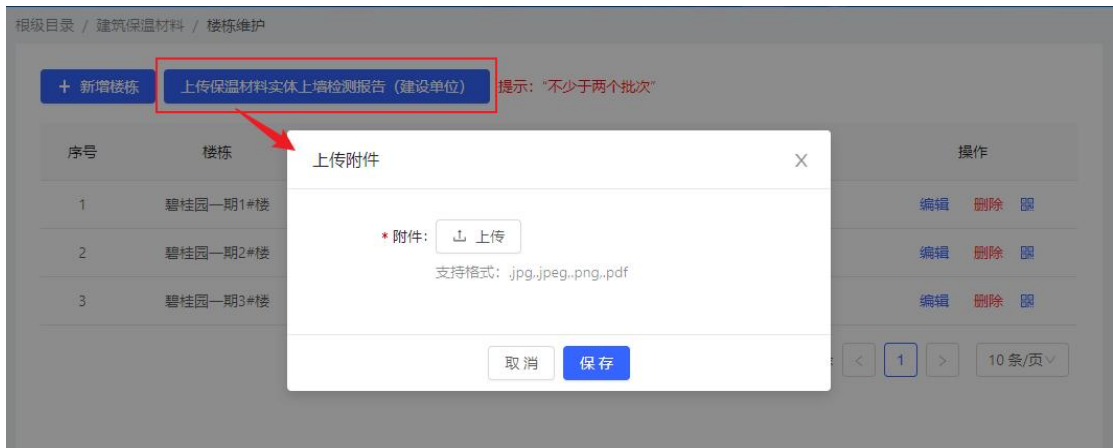 根级目录 / 建筑保温材料 / 楼栋维护
+ 新增楼栋 上传保温材料实体上墙检测报告（建设单位） 提示："不少于两个批次"
序号 楼栋 操作
上传附件 X
1 碧桂园一期1#楼 编辑 删除
* 附件： 上传
2 碧桂园一期2#楼 编辑 删除
支持格式：.jpg,.jpeg,.png,.pdf
3 碧桂园一期3#楼 编辑 删除
取消 保存 < 1 > 10 条/页